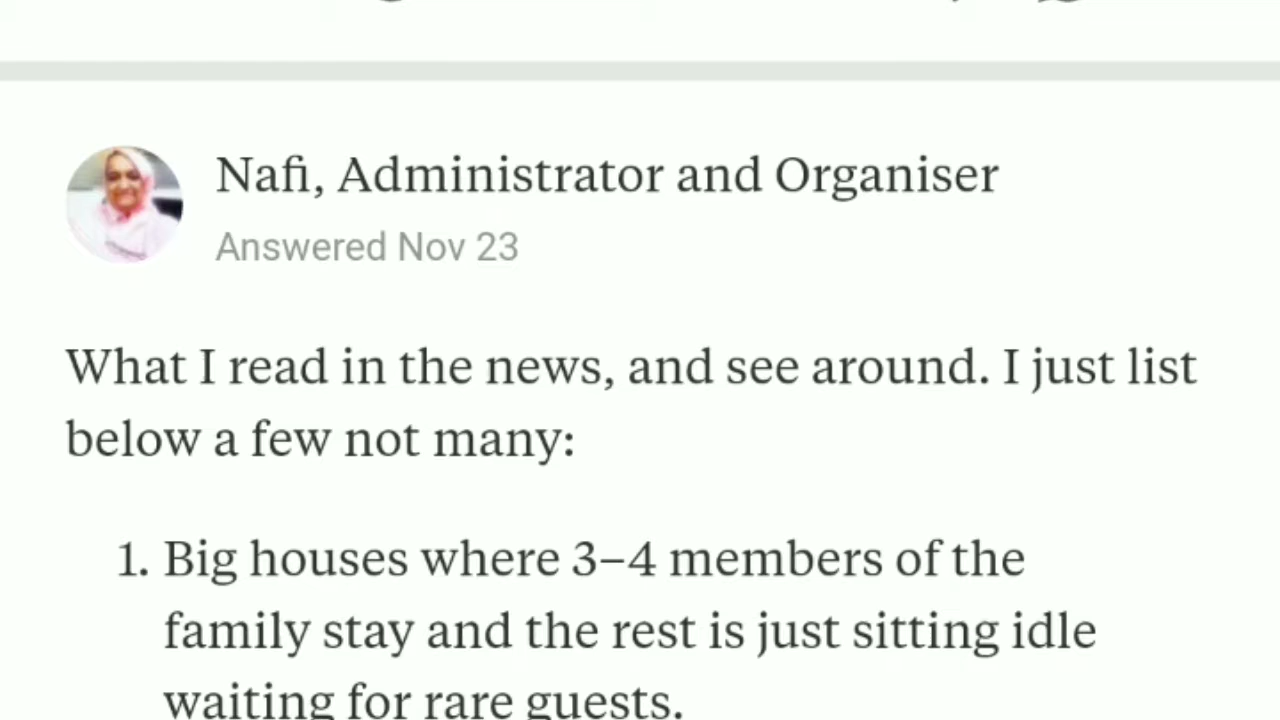 Nafi, Administrator and Organiser
Answered Nov 23
What I read in the news, and see around. I just list
below a few not many:
1. Big houses where 3–4 members of the
family stay and the rest is just sitting idle
waiting for rare guests.